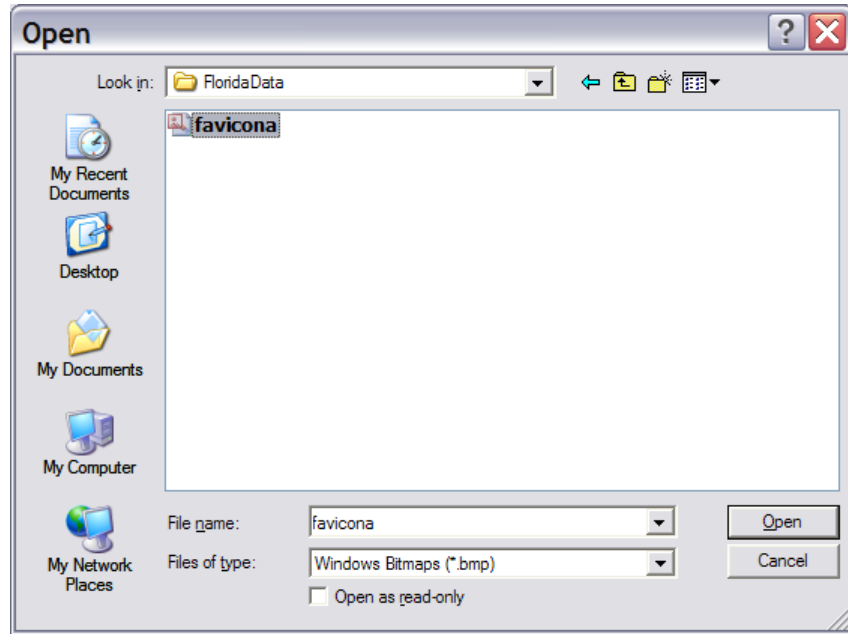 Open
Look in: FloridaData
favicona
My Recent
Documents
Desktop
My Documents
My Computer
My Network
Places
File name: favicona Open
Files of type: Windows Bitmaps (*.bmp) Cancel
Open as read-only